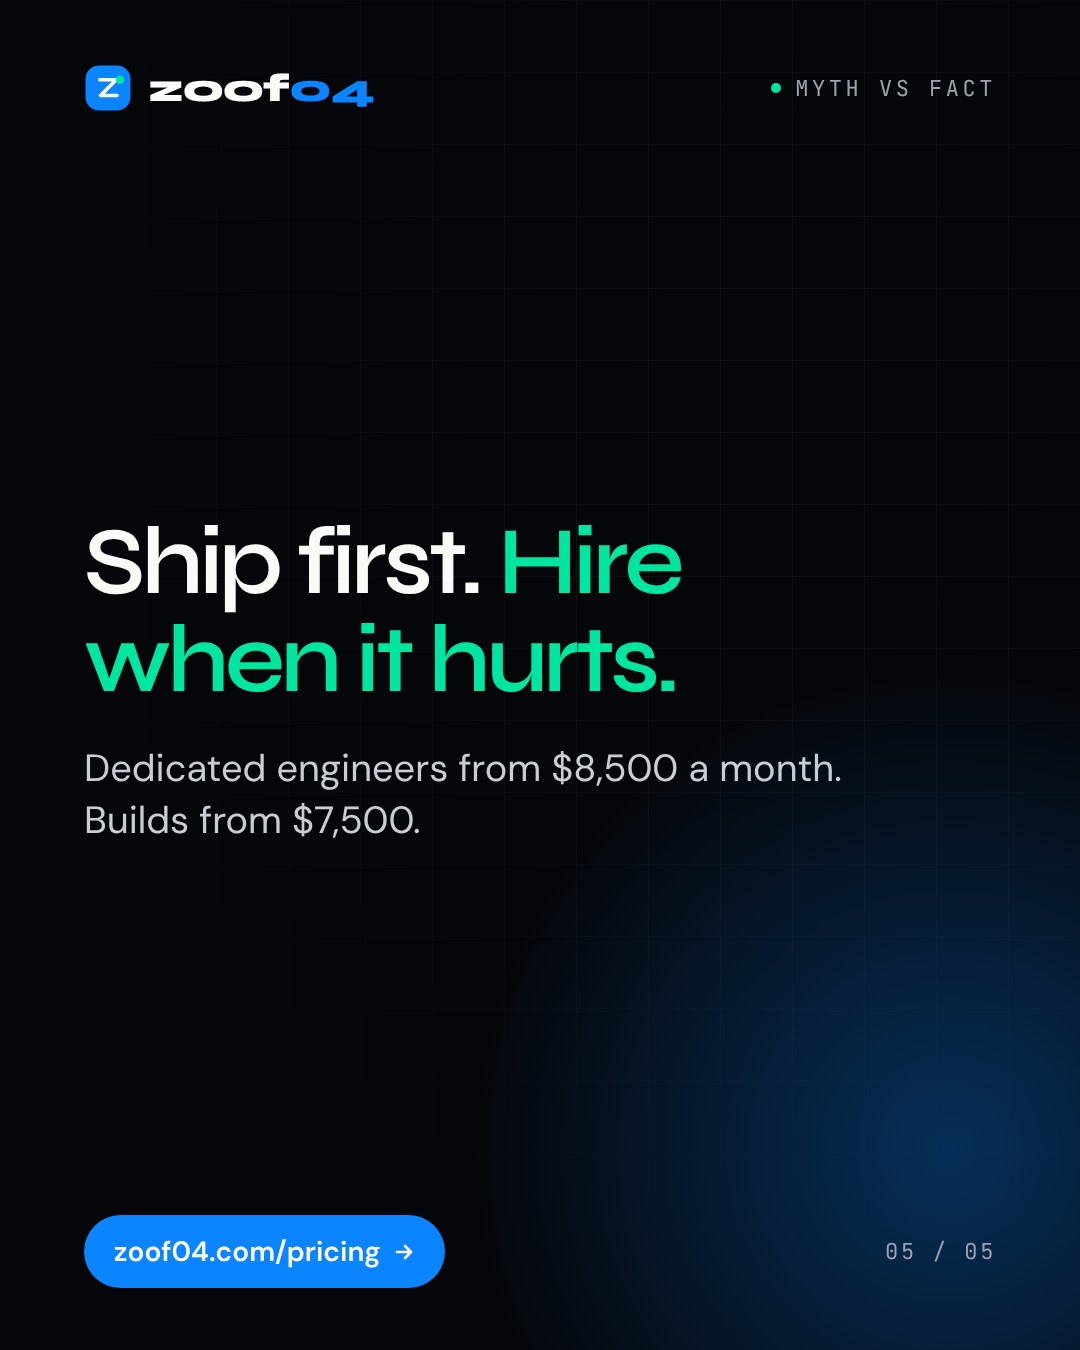 zoof04
MYTH VS FACT
Ship first. Hire
when it hurts.
Dedicated engineers from $8,500 a month.
Builds from $7,500.
zoof04.com/pricing →
05 / 05